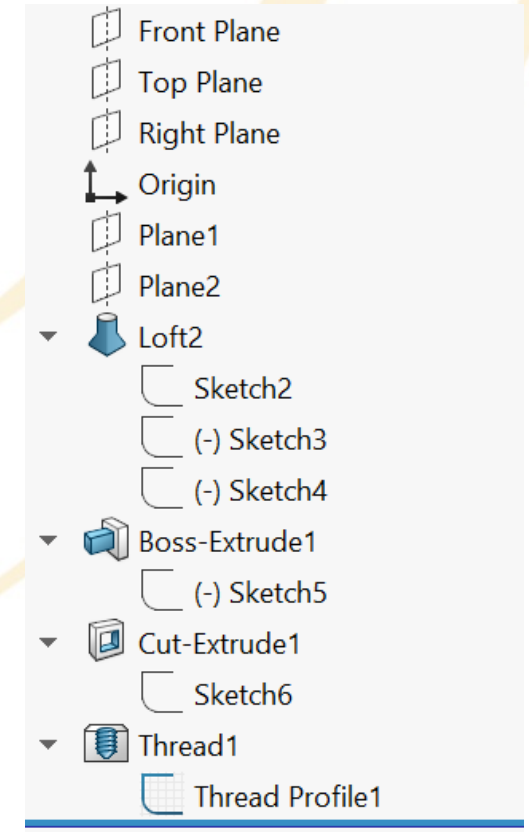 Front Plane
Top Plane
Right Plane
Origin
Plane1
Plane2
Loft2
Sketch2
(-) Sketch3
(-) Sketch4
Boss-Extrude1
(-) Sketch5
Cut-Extrude1
Sketch6
Thread1
Thread Profile1